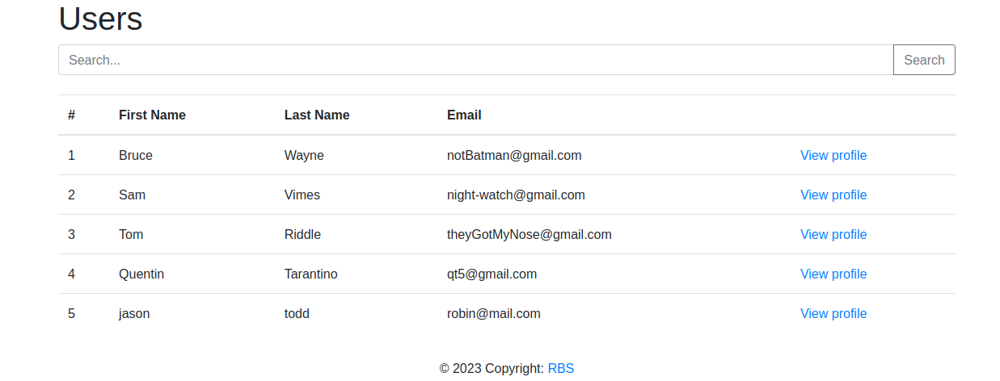 Users
Search... Search
# First Name Last Name Email
1 Bruce Wayne notBatman@gmail.com View profile
2 Sam Vimes night-watch@gmail.com View profile
3 Tom Riddle theyGotMyNose@gmail.com View profile
4 Quentin Tarantino qt5@gmail.com View profile
5 jason todd robin@mail.com View profile
© 2023 Copyright: RBS